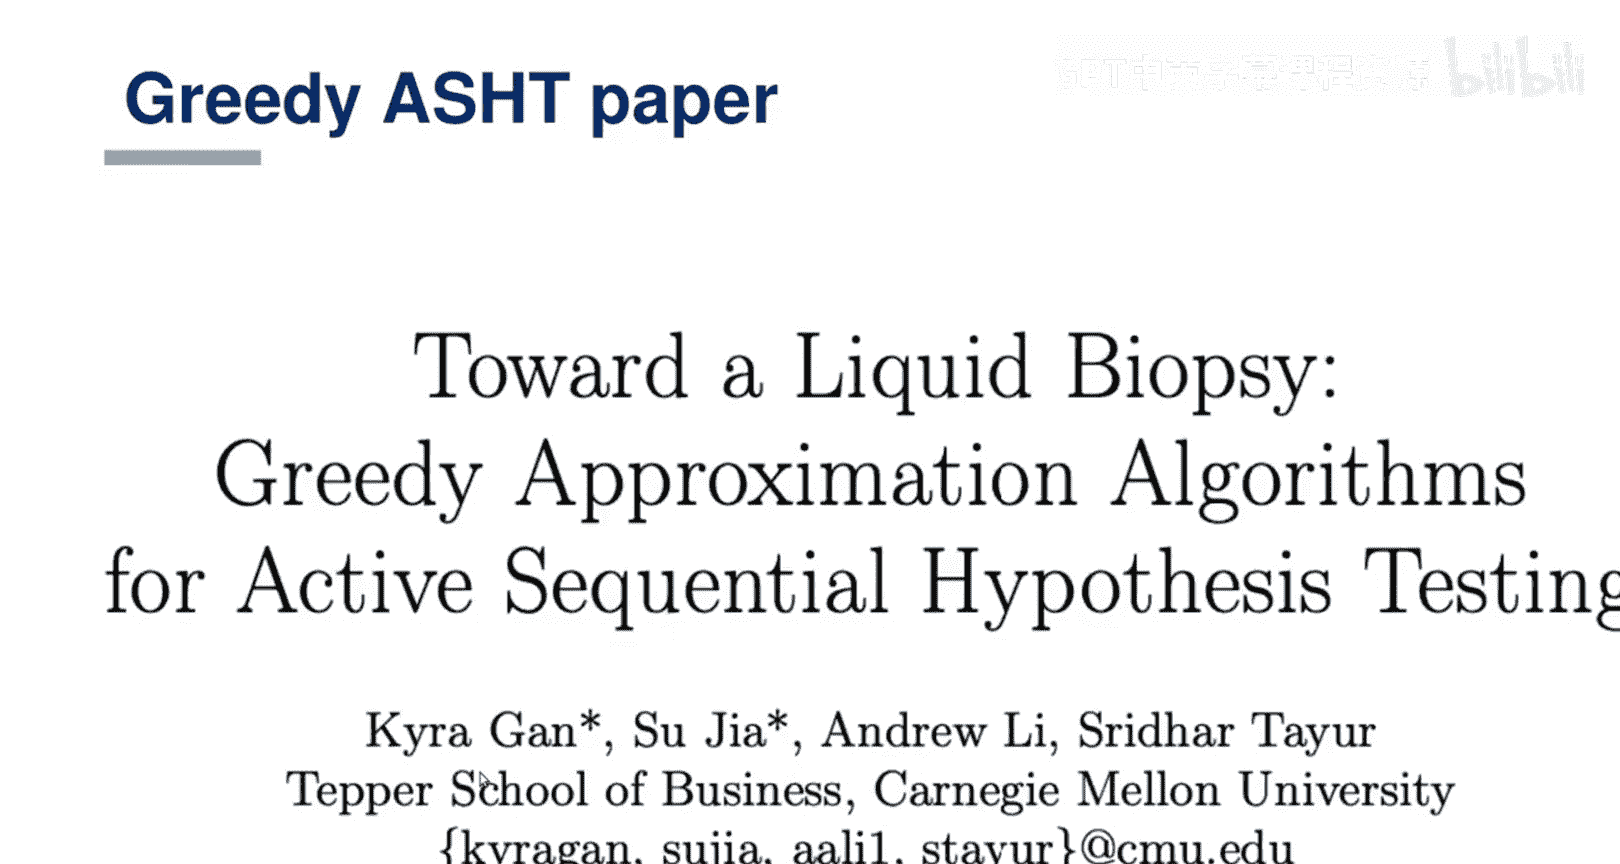 Greedy ASHT paper
bilibili
Toward a Liquid Biopsy:
Greedy Approximation Algorithms
for Active Sequential Hypothesis Testing
Kyra Gan*, Su Jia*, Andrew Li, Sridhar Tayur
Tepper School of Business, Carnegie Mellon University
{kyragan, sujia, aali1, stayur}@cmu.edu